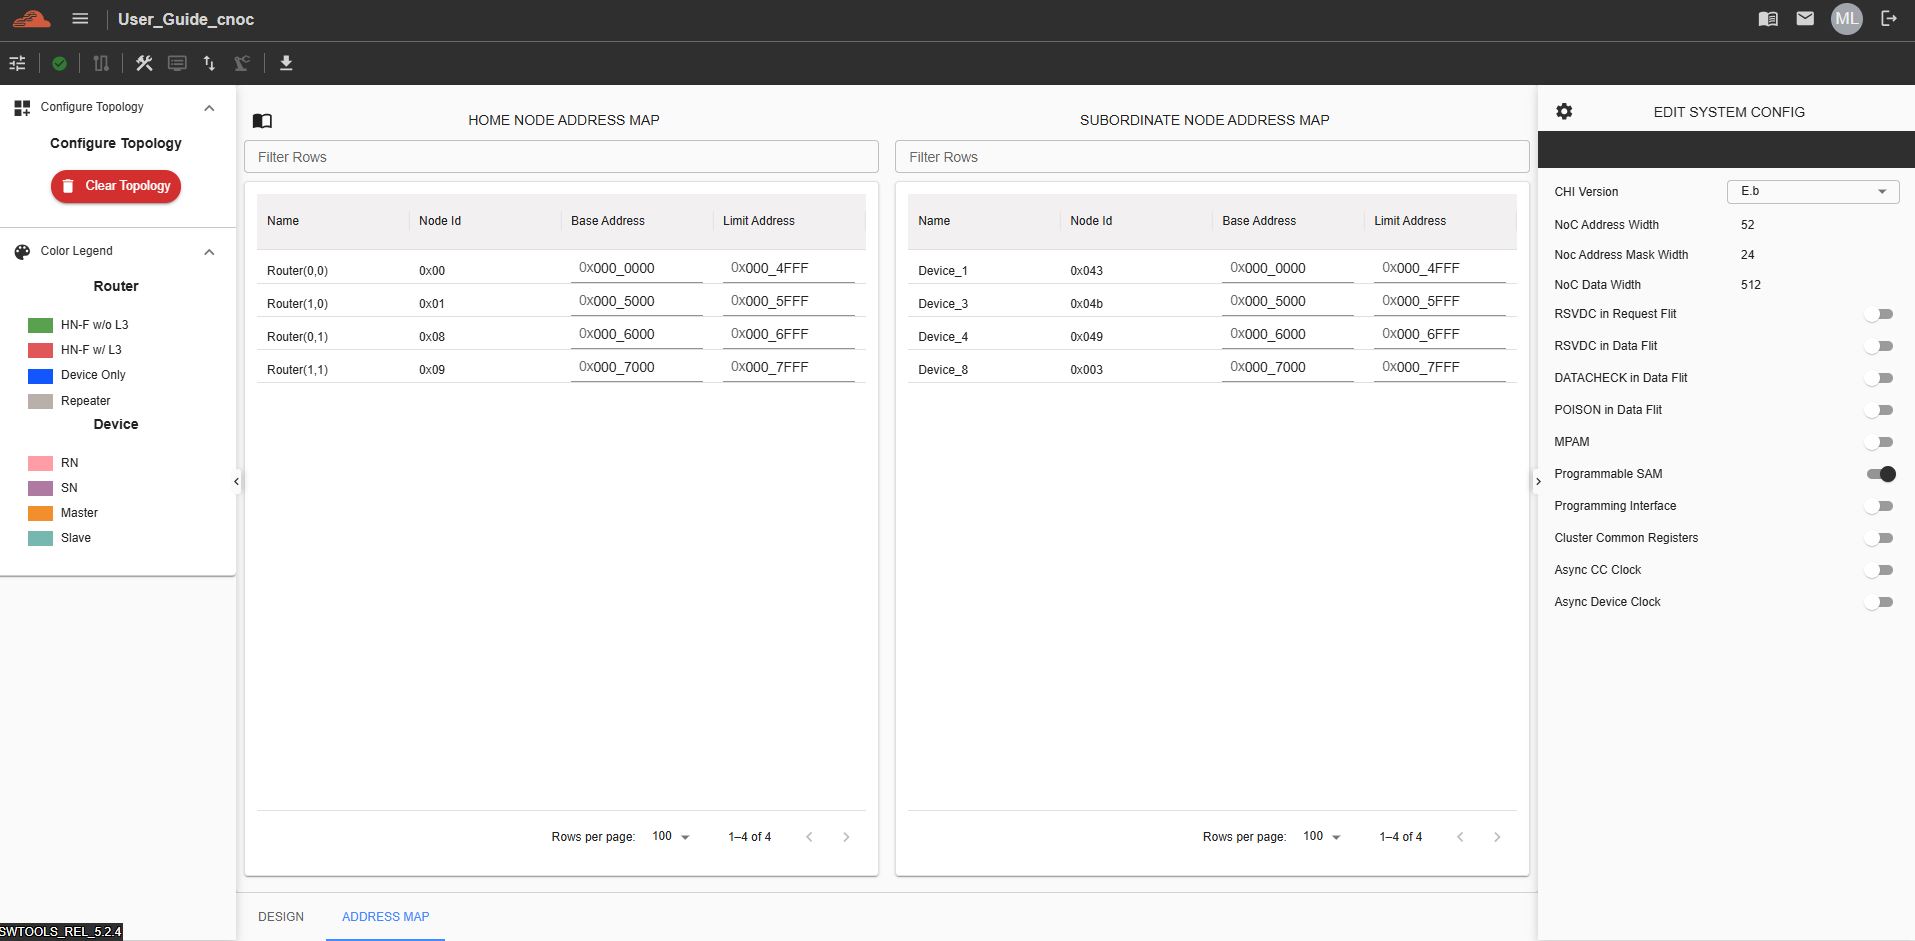 User_Guide_cnoc
ML
Configure Topology
Configure Topology
Clear Topology
Color Legend
Router
HN-F w/o L3
HN-F w/ L3
Device Only
Repeater
Device
RN
SN
Master
Slave
SWTOOLS_REL_5.2.4
HOME NODE ADDRESS MAP
Filter Rows
Name Node Id Base Address Limit Address
Router(0,0) 0x00 0x000_0000 0x000_4FFF
Router(1,0) 0x01 0x000_5000 0x000_5FFF
Router(0,1) 0x08 0x000_6000 0x000_6FFF
Router(1,1) 0x09 0x000_7000 0x000_7FFF
Rows per page: 100 1–4 of 4
SUBORDINATE NODE ADDRESS MAP
Filter Rows
Name Node Id Base Address Limit Address
Device_1 0x043 0x000_0000 0x000_4FFF
Device_3 0x04b 0x000_5000 0x000_5FFF
Device_4 0x049 0x000_6000 0x000_6FFF
Device_8 0x003 0x000_7000 0x000_7FFF
Rows per page: 100 1–4 of 4
DESIGN ADDRESS MAP
EDIT SYSTEM CONFIG
CHI Version E.b
NoC Address Width 52
Noc Address Mask Width 24
NoC Data Width 512
RSVDC in Request Flit
RSVDC in Data Flit
DATACHECK in Data Flit
POISON in Data Flit
MPAM
Programmable SAM
Programming Interface
Cluster Common Registers
Async CC Clock
Async Device Clock